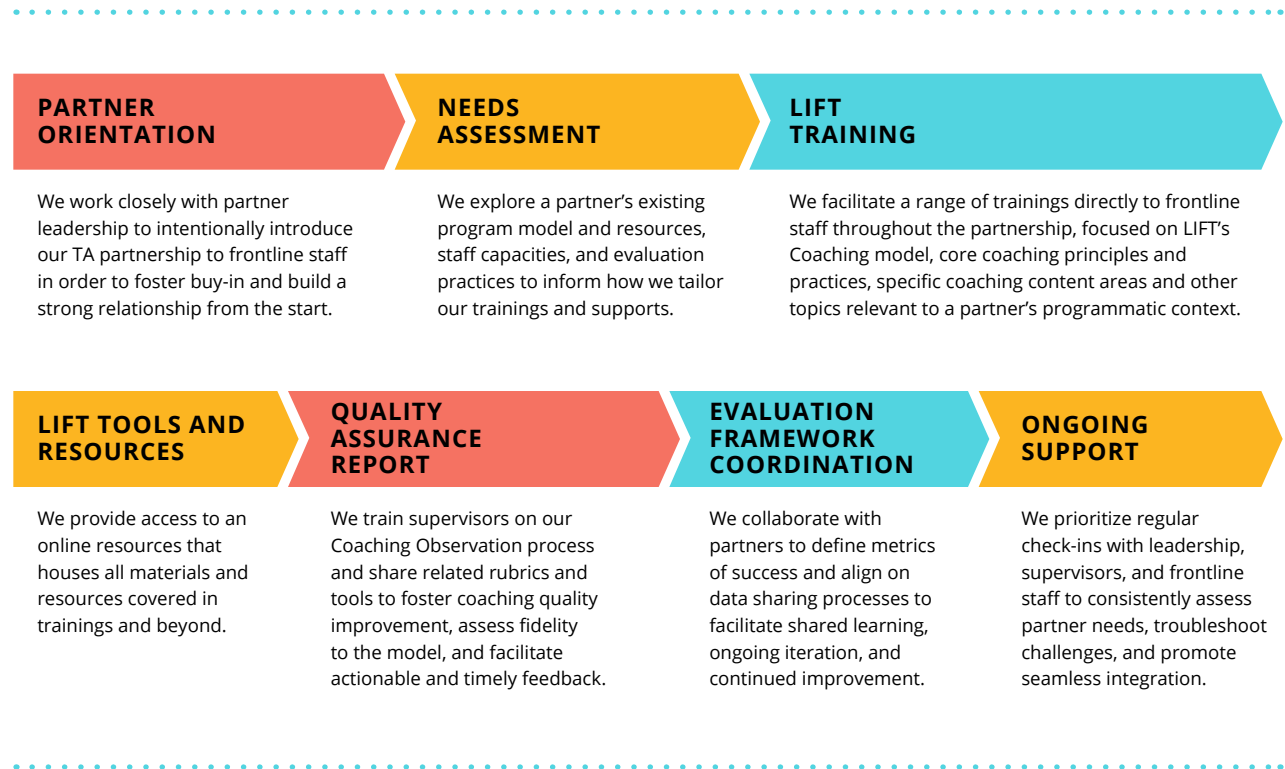 PARTNER
ORIENTATION
We work closely with partner
leadership to intentionally introduce
our TA partnership to frontline staff
in order to foster buy-in and build a
strong relationship from the start.
NEEDS
ASSESSMENT
We explore a partner’s existing
program model and resources,
staff capacities, and evaluation
practices to inform how we tailor
our trainings and supports.
LIFT
TRAINING
We facilitate a range of trainings directly to frontline
staff throughout the partnership, focused on LIFT’s
Coaching model, core coaching principles and
practices, specific coaching content areas and other
topics relevant to a partner’s programmatic context.
LIFT TOOLS AND
RESOURCES
We provide access to an
online resources that
houses all materials and
resources covered in
trainings and beyond.
QUALITY
ASSURANCE
REPORT
We train supervisors on our
Coaching Observation process
and share related rubrics and
tools to foster coaching quality
improvement, assess fidelity
to the model, and facilitate
actionable and timely feedback.
EVALUATION
FRAMEWORK
COORDINATION
We collaborate with
partners to define metrics
of success and align on
data sharing processes to
facilitate shared learning,
ongoing iteration, and
continued improvement.
ONGOING
SUPPORT
We prioritize regular
check-ins with leadership,
supervisors, and frontline
staff to consistently assess
partner needs, troubleshoot
challenges, and promote
seamless integration.